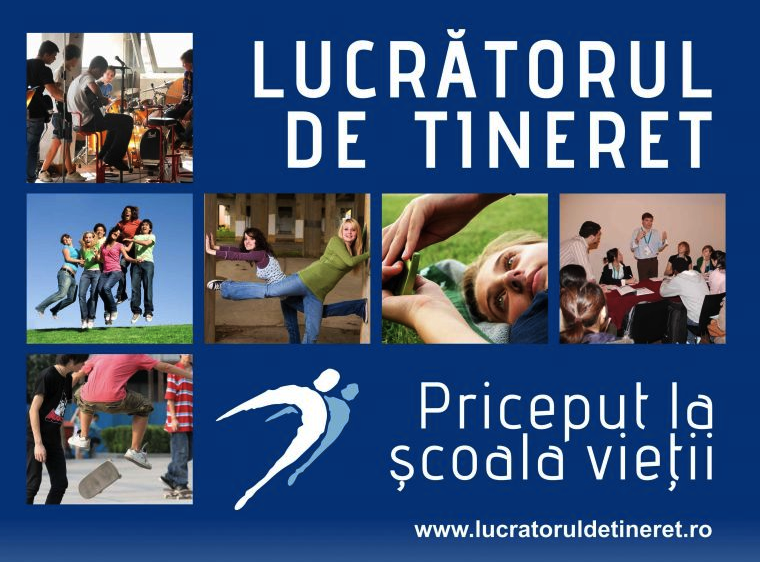 LUCRĂTORUL
DE TINERET
Priceput la
școala vieții
www.lucratoruldetineret.ro